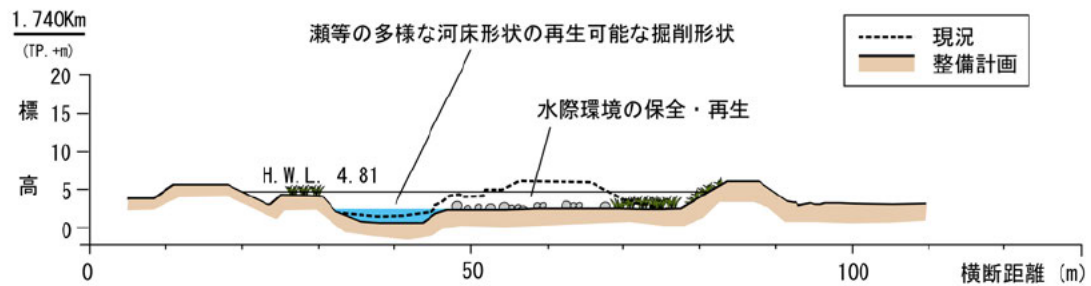 1.740Km
(TP. +m)
瀬等の多様な河床形状の再生可能な掘削形状
現況
整備計画
水際環境の保全・再生
標高
20
15
10
5
0
H.W.L. 4.81
0
50
100
横断距離 (m)